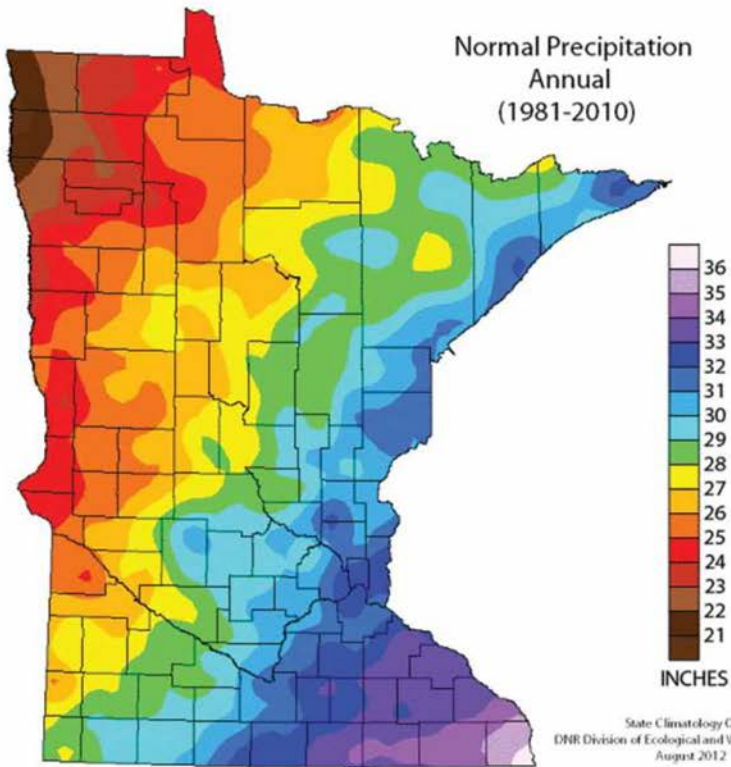 Normal Precipitation
Annual
(1981-2010)
36
35
34
33
32
31
30
29
28
27
26
25
24
23
22
21
INCHES
State Climatology
DNR Division of Ecological and
August 2012